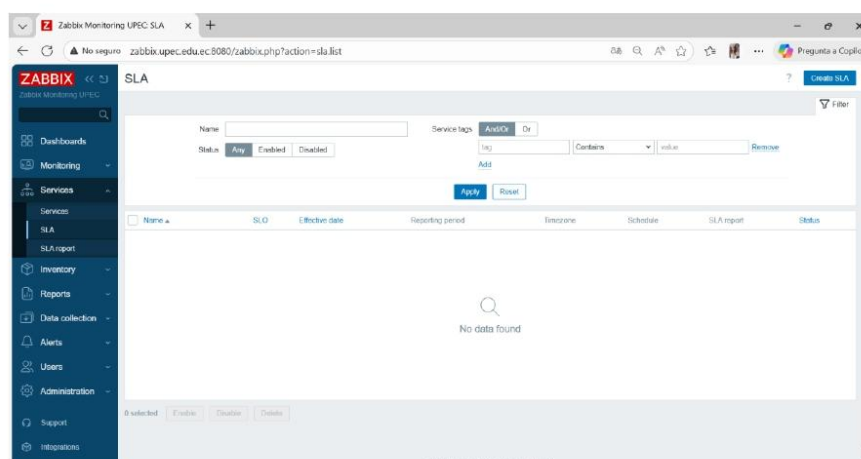 Zabbix Monitoring UPEC: SLA
No seguro zabbix.upec.edu.ec:8080/zabbix.php?action=sla.list
Pregunta a Copilo
ZABBIX
Zabbix Monitoring UPEC
SLA
? Create SLA
Filter
Name
Service tags And/Or Or
Status Any Enabled Disabled
tag Contains value Remove
Add
Apply Reset
Dashboards
Monitoring
Services
Services
SLA
SLA report
Inventory
Reports
Data collection
Alerts
Users
Administration
Support
Integrations
Name SLO Effective date Reporting period Timezone Schedule SLA report Status
No data found
0 selected Enable Disable Delete